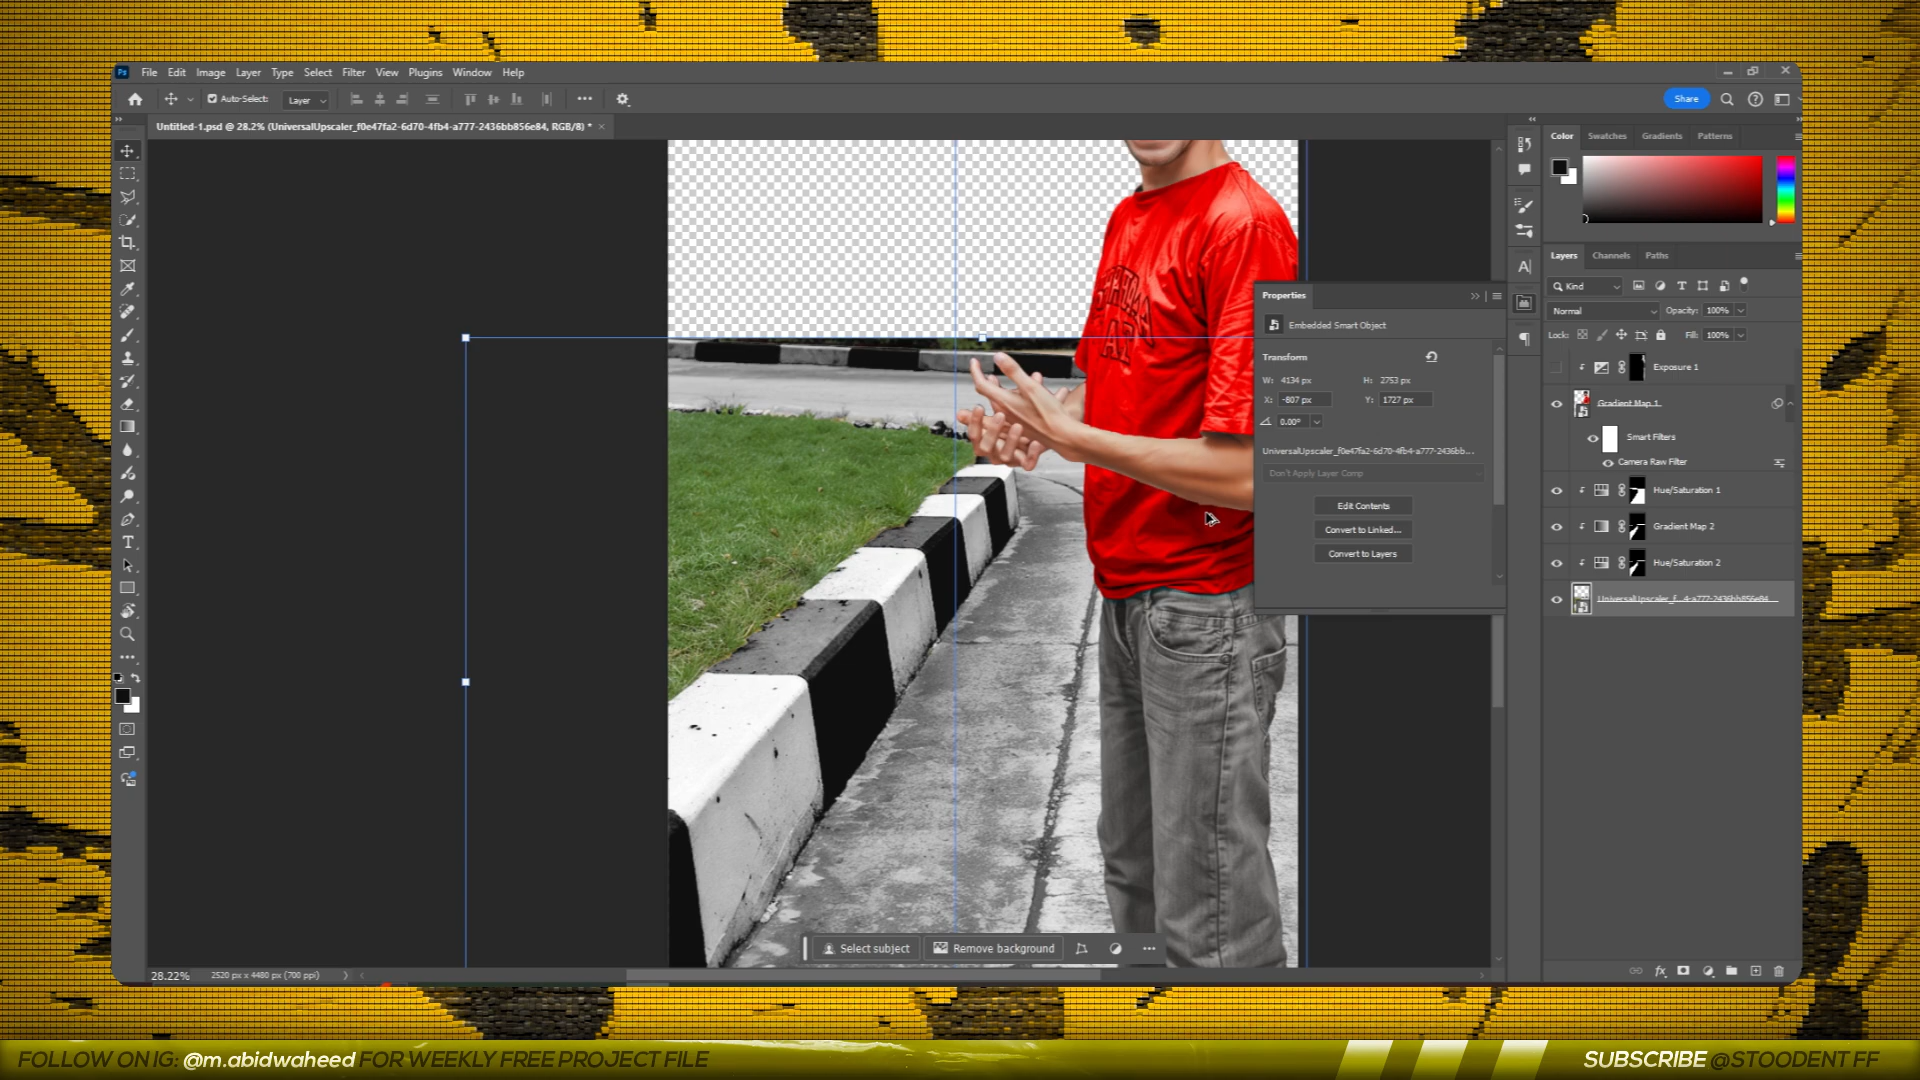 Ps File Edit Image Layer Type Select Filter View Plugins Window Help
Auto-Select: Layer Share
Untitled-1.psd @ 28.2% (UniversalUpscaler_f0e47fa2-6d70-4fb4-a777-2436bb856e84, RGB/8) *
Color Swatches Gradients Patterns
Layers Channels Paths
Kind
Normal Opacity: 100%
Lock: Fill: 100%
Exposure 1
Gradient Map 1
Smart Filters
Camera Raw Filter
Hue/Saturation 1
Gradient Map 2
Hue/Saturation 2
UniversalUpscaler_f...4-a777-2436bb856e84
Properties
Embedded Smart Object
Transform
W: 4134 px H: 2753 px
X: -807 px Y: 1727 px
0.00°
UniversalUpscaler_f0e47fa2-6d70-4fb4-a777-2436bb...
Don't Apply Layer Comp
Edit Contents
Convert to Linked...
Convert to Layers
Select subject Remove background
28.22% 2520 px x 4480 px (700 ppi)
FOLLOW ON IG: @m.abidwaheed FOR WEEKLY FREE PROJECT FILE
SUBSCRIBE @STOODENT FF